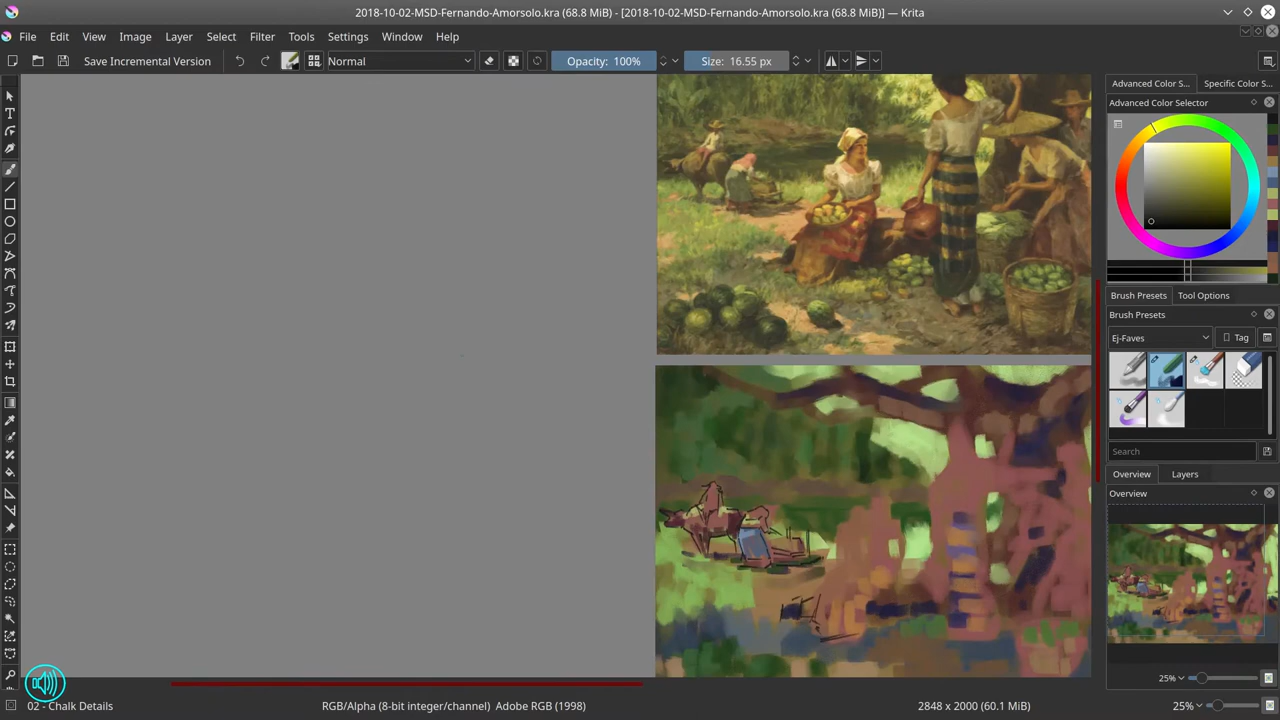 2018-10-02-MSD-Fernando-Amorsolo.kra (68.8 MiB) - [2018-10-02-MSD-Fernando-Amorsolo.kra (68.8 MiB)] — Krita
File Edit View Image Layer Select Filter Tools Settings Window Help
Save Incremental Version Normal Opacity: 100% Size: 16.55 px
Advanced Color S... Specific Color S...
Advanced Color Selector
Brush Presets Tool Options
Brush Presets
Ej-Faves Tag
Search
Overview Layers
Overview
25%
02 - Chalk Details RGB/Alpha (8-bit integer/channel) Adobe RGB (1998) 2848 x 2000 (60.1 MiB) 25%